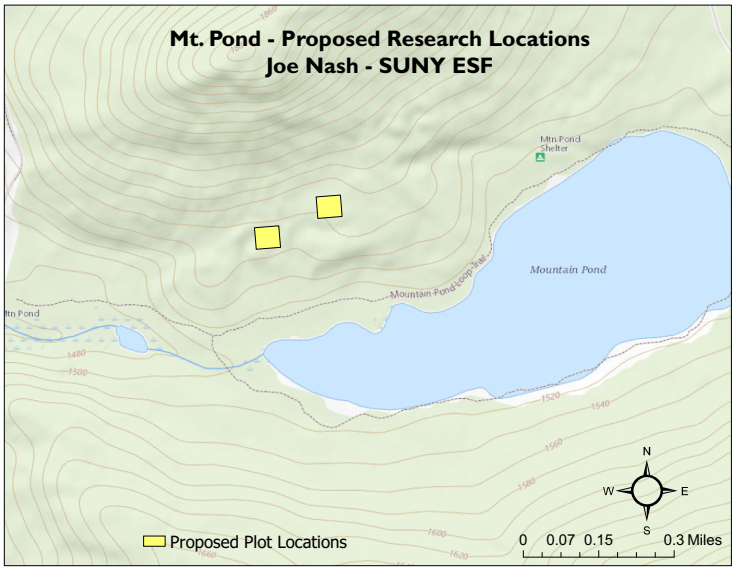 1860
1860
Mt. Pond - Proposed Research Locations
Joe Nash - SUNY ESF
Mtn Pond
Shelter
Mountain Pond
Mountain Pond Loop Trail
Mtn Pond
1480
1500
1520
1540
1560
1580
1600
1620
1660
N
W
E
S
Proposed Plot Locations
0 0.07 0.15 0.3 Miles